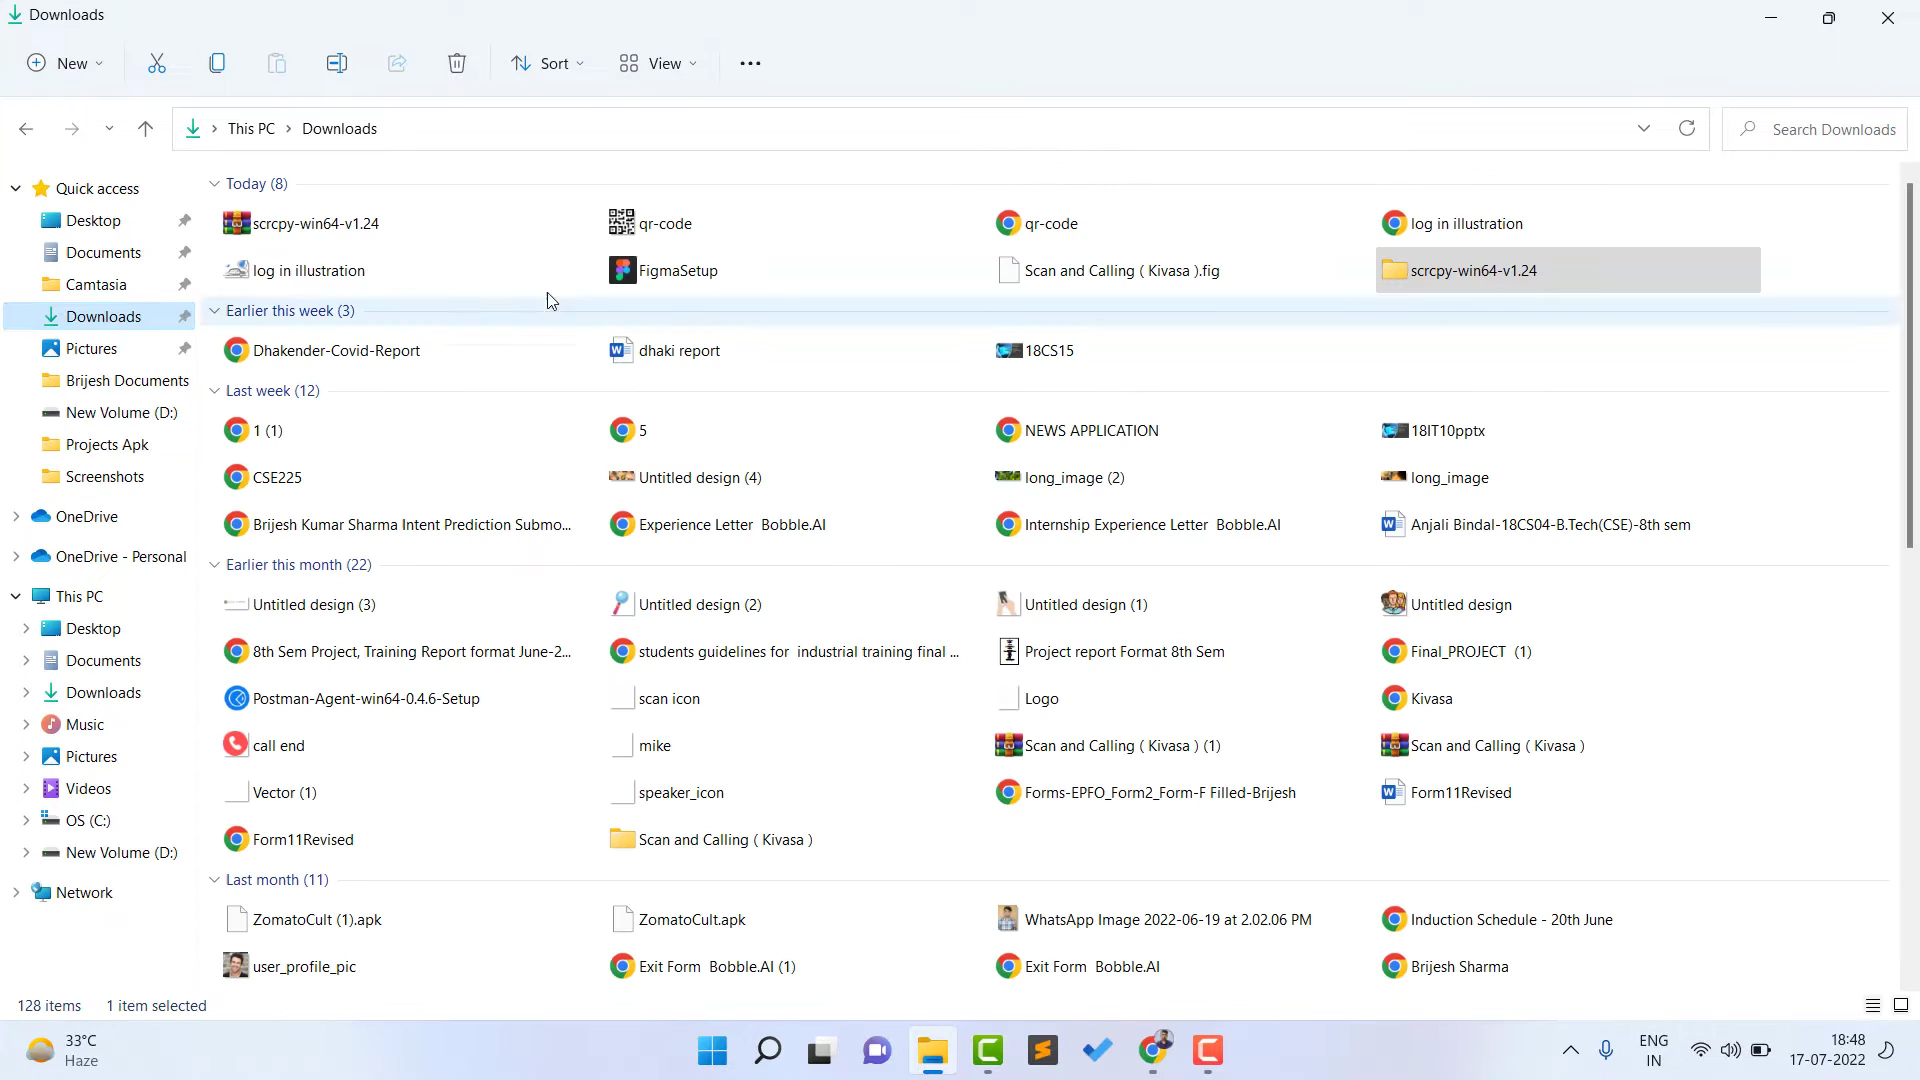 Downloads
New
Sort
View
This PC
Downloads
Search Downloads
Quick access
Desktop
Documents
Camtasia
Downloads
Pictures
Brijesh Documents
New Volume (D:)
Projects Apk
Screenshots
OneDrive
OneDrive - Personal
This PC
Desktop
Documents
Downloads
Music
Pictures
Videos
OS (C:)
New Volume (D:)
Network
Today (8)
scrcpy-win64-v1.24
qr-code
qr-code
log in illustration
log in illustration
FigmaSetup
Scan and Calling ( Kivasa ).fig
scrcpy-win64-v1.24
Earlier this week (3)
Dhakender-Covid-Report
dhaki report
18CS15
Last week (12)
1 (1)
5
NEWS APPLICATION
18IT10pptx
CSE225
Untitled design (4)
long_image (2)
long_image
Brijesh Kumar Sharma Intent Prediction Submo...
Experience Letter  Bobble.AI
Internship Experience Letter  Bobble.AI
Anjali Bindal-18CS04-B.Tech(CSE)-8th sem
Earlier this month (22)
Untitled design (3)
Untitled design (2)
Untitled design (1)
Untitled design
8th Sem Project, Training Report format June-2...
students guidelines for  industrial training final ...
Project report Format 8th Sem
Final_PROJECT  (1)
Postman-Agent-win64-0.4.6-Setup
scan icon
Logo
Kivasa
call end
mike
Scan and Calling ( Kivasa ) (1)
Scan and Calling ( Kivasa )
Vector (1)
speaker_icon
Forms-EPFO_Form2_Form-F Filled-Brijesh
Form11Revised
Form11Revised
Scan and Calling ( Kivasa )
Last month (11)
ZomatoCult (1).apk
ZomatoCult.apk
WhatsApp Image 2022-06-19 at 2.02.06 PM
Induction Schedule - 20th June
user_profile_pic
Exit Form  Bobble.AI (1)
Exit Form  Bobble.AI
Brijesh Sharma
128 items
1 item selected
33°C
Haze
ENG
IN
18:48
17-07-2022